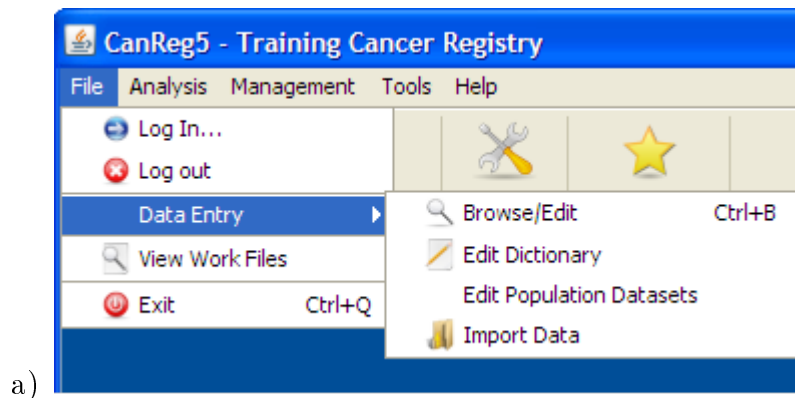 CanReg5 - Training Cancer Registry
File Analysis Management Tools Help
Log In...
Log out
Data Entry
Browse/Edit Ctrl+B
Edit Dictionary
View Work Files
Edit Population Datasets
Exit Ctrl+Q
Import Data
a)